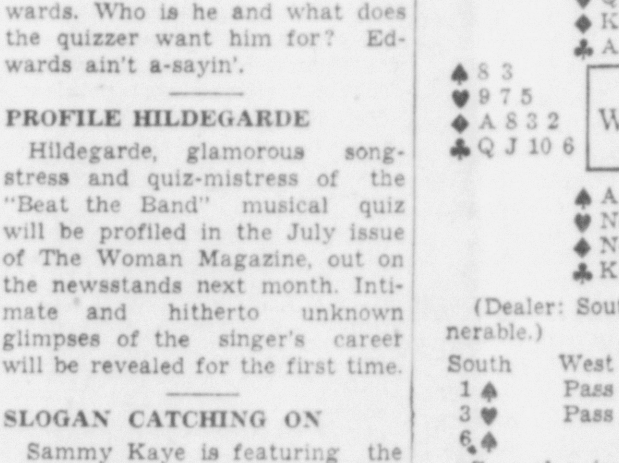 wards. Who is he and what does
the quizzer want him for? Ed-
wards ain't a-sayin'.
PROFILE HILDEGARDE
Hildegarde, glamorous song-
stress and quiz-mistress of the
"Beat the Band" musical quiz
will be profiled in the July issue
of The Woman Magazine, out on
the newsstands next month. Inti-
mate and hitherto unknown
glimpses of the singer's career
will be revealed for the first time.
SLOGAN CATCHING ON
Sammy Kaye is featuring the
♦ K
♣ A
♠ 8 3
♥ 9 7 5
♦ A 8 3 2
♣ Q J 10 6
W
♠ A
♥ N
♦ N
♣ K
(Dealer: Sout
nerable.)
South West
1 ♠ Pass
3 ♥ Pass
6 ♠